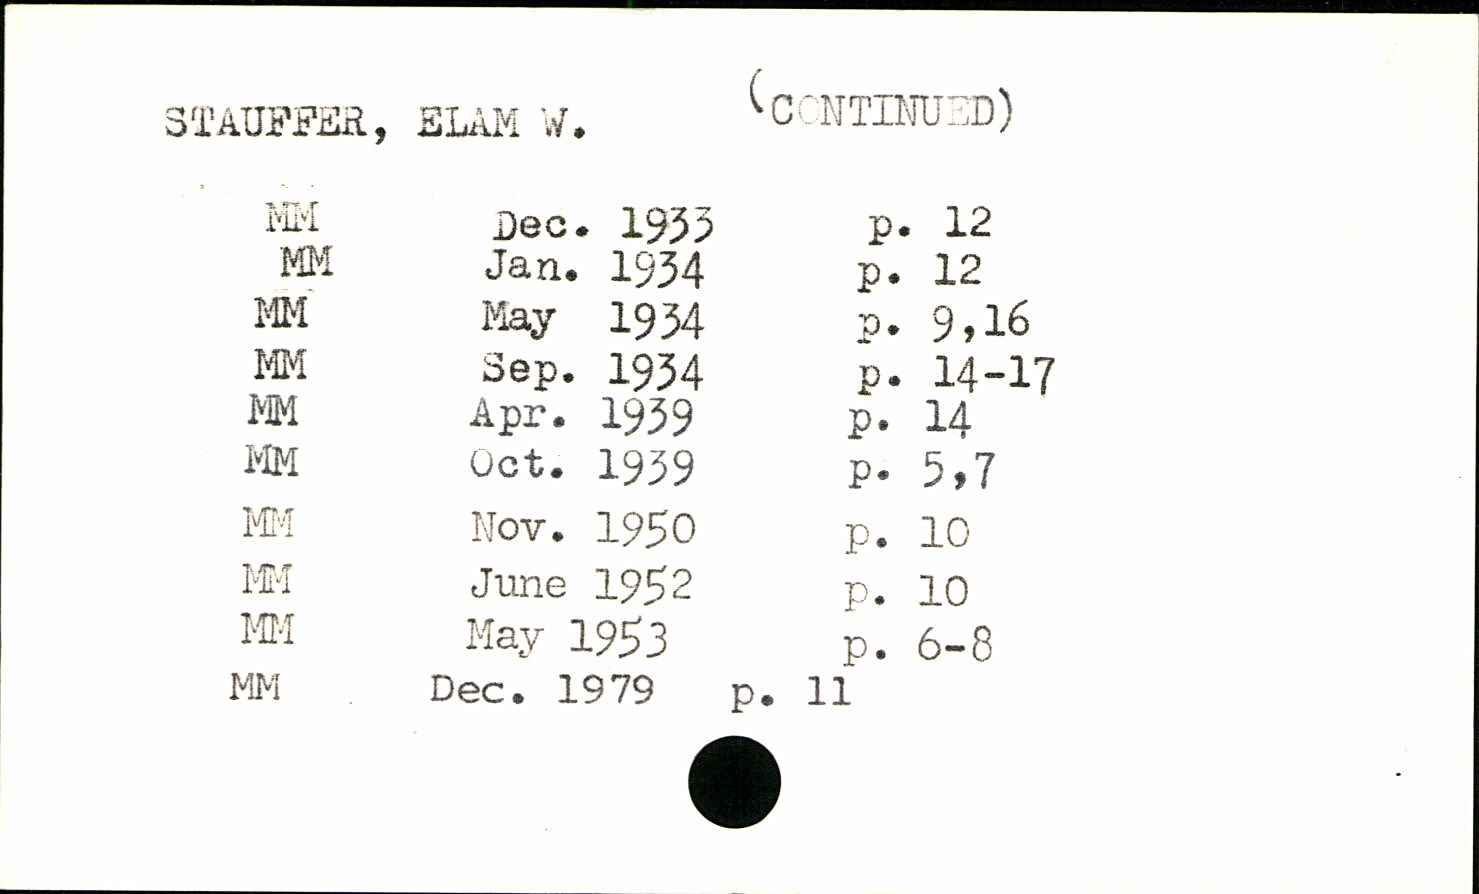 STAUFFER, ELAM W. (CONTINUED)
MM Dec. 1933 p. 12
MM Jan. 1934 p. 12
MM May 1934 p. 9,16
MM Sep. 1934 p. 14-17
MM Apr. 1939 p. 14
MM Oct. 1939 p. 5,7
MM Nov. 1950 p. 10
MM June 1952 p. 10
MM May 1953 p. 6-8
MM Dec. 1979 p. 11